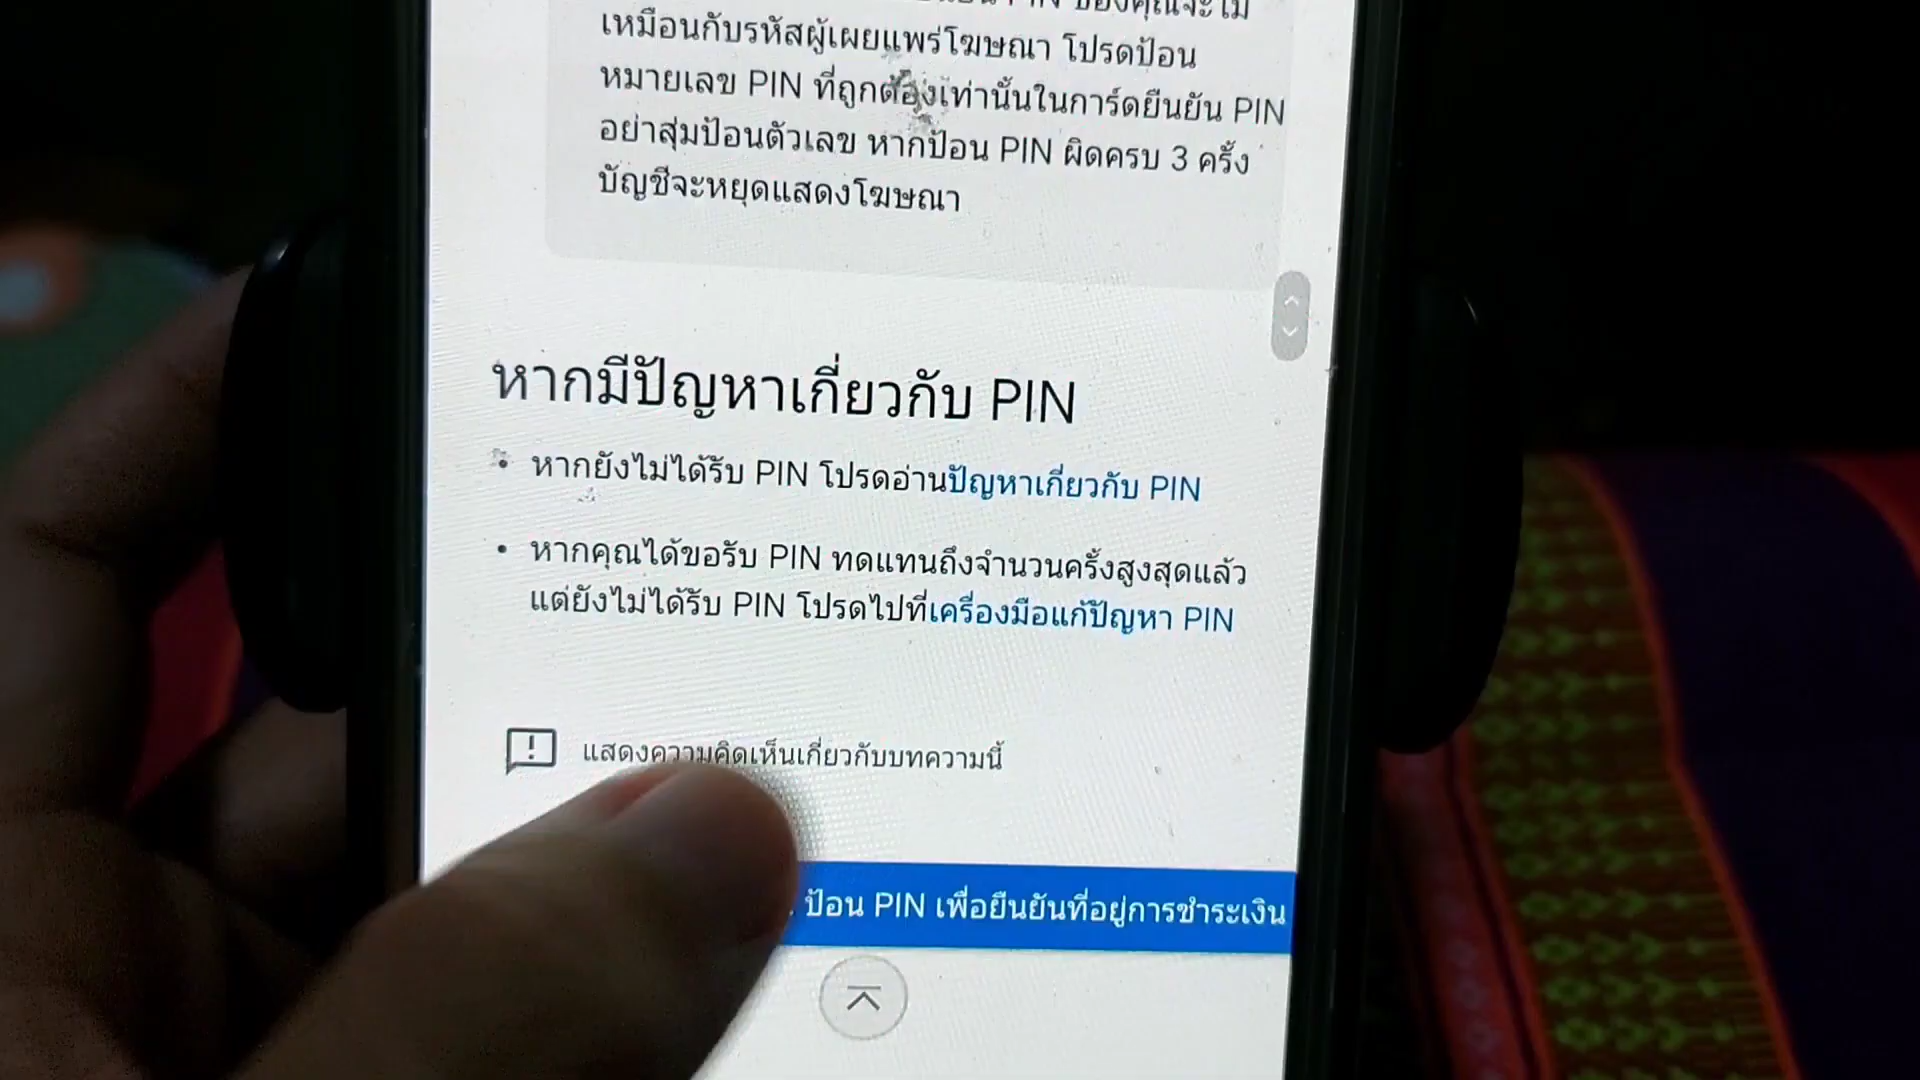 ของคุณจะไม่
เหมือนกับรหัสผู้เผยแพร่โฆษณา โปรดป้อน
หมายเลข PIN ที่ถูกต้องเท่านั้นในการ์ดยืนยัน PIN
อย่าสุ่มป้อนตัวเลข หากป้อน PIN ผิดครบ 3 ครั้ง
บัญชีจะหยุดแสดงโฆษณา
หากมีปัญหาเกี่ยวกับ PIN
• หากยังไม่ได้รับ PIN โปรดอ่านปัญหาเกี่ยวกับ PIN
• หากคุณได้ขอรับ PIN ทดแทนถึงจำนวนครั้งสูงสุดแล้ว
แต่ยังไม่ได้รับ PIN โปรดไปที่เครื่องมือแก้ปัญหา PIN
แสดงความคิดเห็นเกี่ยวกับบทความนี้
ป้อน PIN เพื่อยืนยันที่อยู่การชำระเงิน